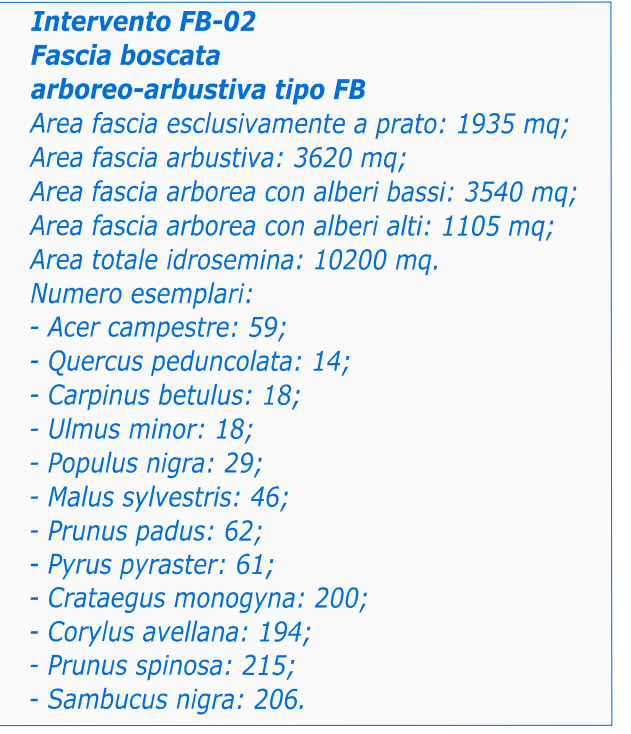 Intervento FB-02
Fascia boscata
arboreo-arbustiva tipo FB
Area fascia esclusivamente a prato: 1935 mq;
Area fascia arbustiva: 3620 mq;
Area fascia arborea con alberi bassi: 3540 mq;
Area fascia arborea con alberi alti: 1105 mq;
Area totale idrosemina: 10200 mq.
Numero esemplari:
- Acer campestre: 59;
- Quercus peduncolata: 14;
- Carpinus betulus: 18;
- Ulmus minor: 18;
- Populus nigra: 29;
- Malus sylvestris: 46;
- Prunus padus: 62;
- Pyrus pyraster: 61;
- Crataegus monogyna: 200;
- Corylus avellana: 194;
- Prunus spinosa: 215;
- Sambucus nigra: 206.